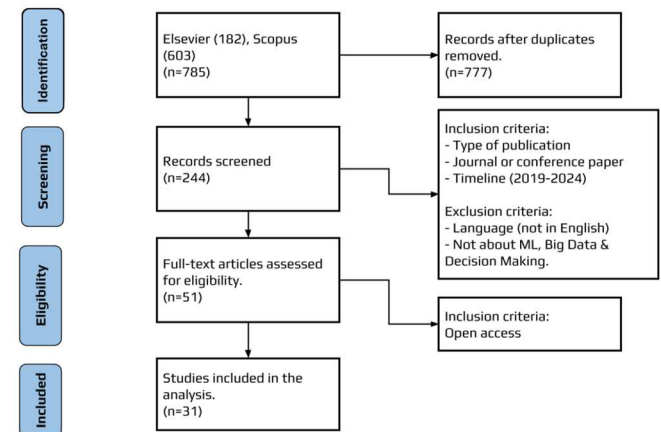 Identification
Elsevier (182), Scopus
(603)
(n=785)
Records after duplicates
removed.
(n=777)
Screening
Records screened
(n=244)
Inclusion criteria:
- Type of publication
- Journal or conference paper
- Timeline (2019-2024)
Exclusion criteria:
- Language (not in English)
- Not about ML, Big Data &
Decision Making.
Eligibility
Full-text articles assessed
for eligibility.
(n=51)
Inclusion criteria:
Open access
Included
Studies included in the
analysis.
(n=31)